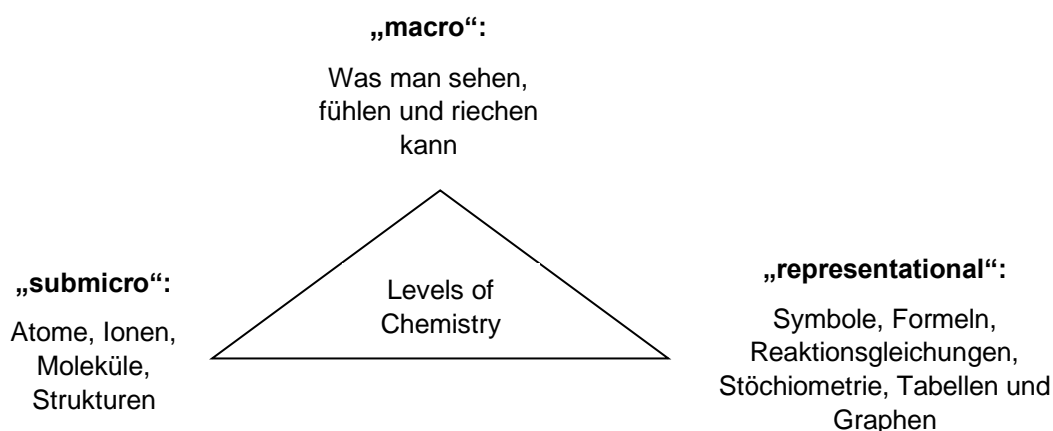 „macro“:
Was man sehen,
fühlen und riechen
kann
„submicro“:
Atome, Ionen,
Moleküle,
Strukturen
Levels of
Chemistry
„representational“:
Symbole, Formeln,
Reaktionsgleichungen,
Stöchiometrie, Tabellen und
Graphen